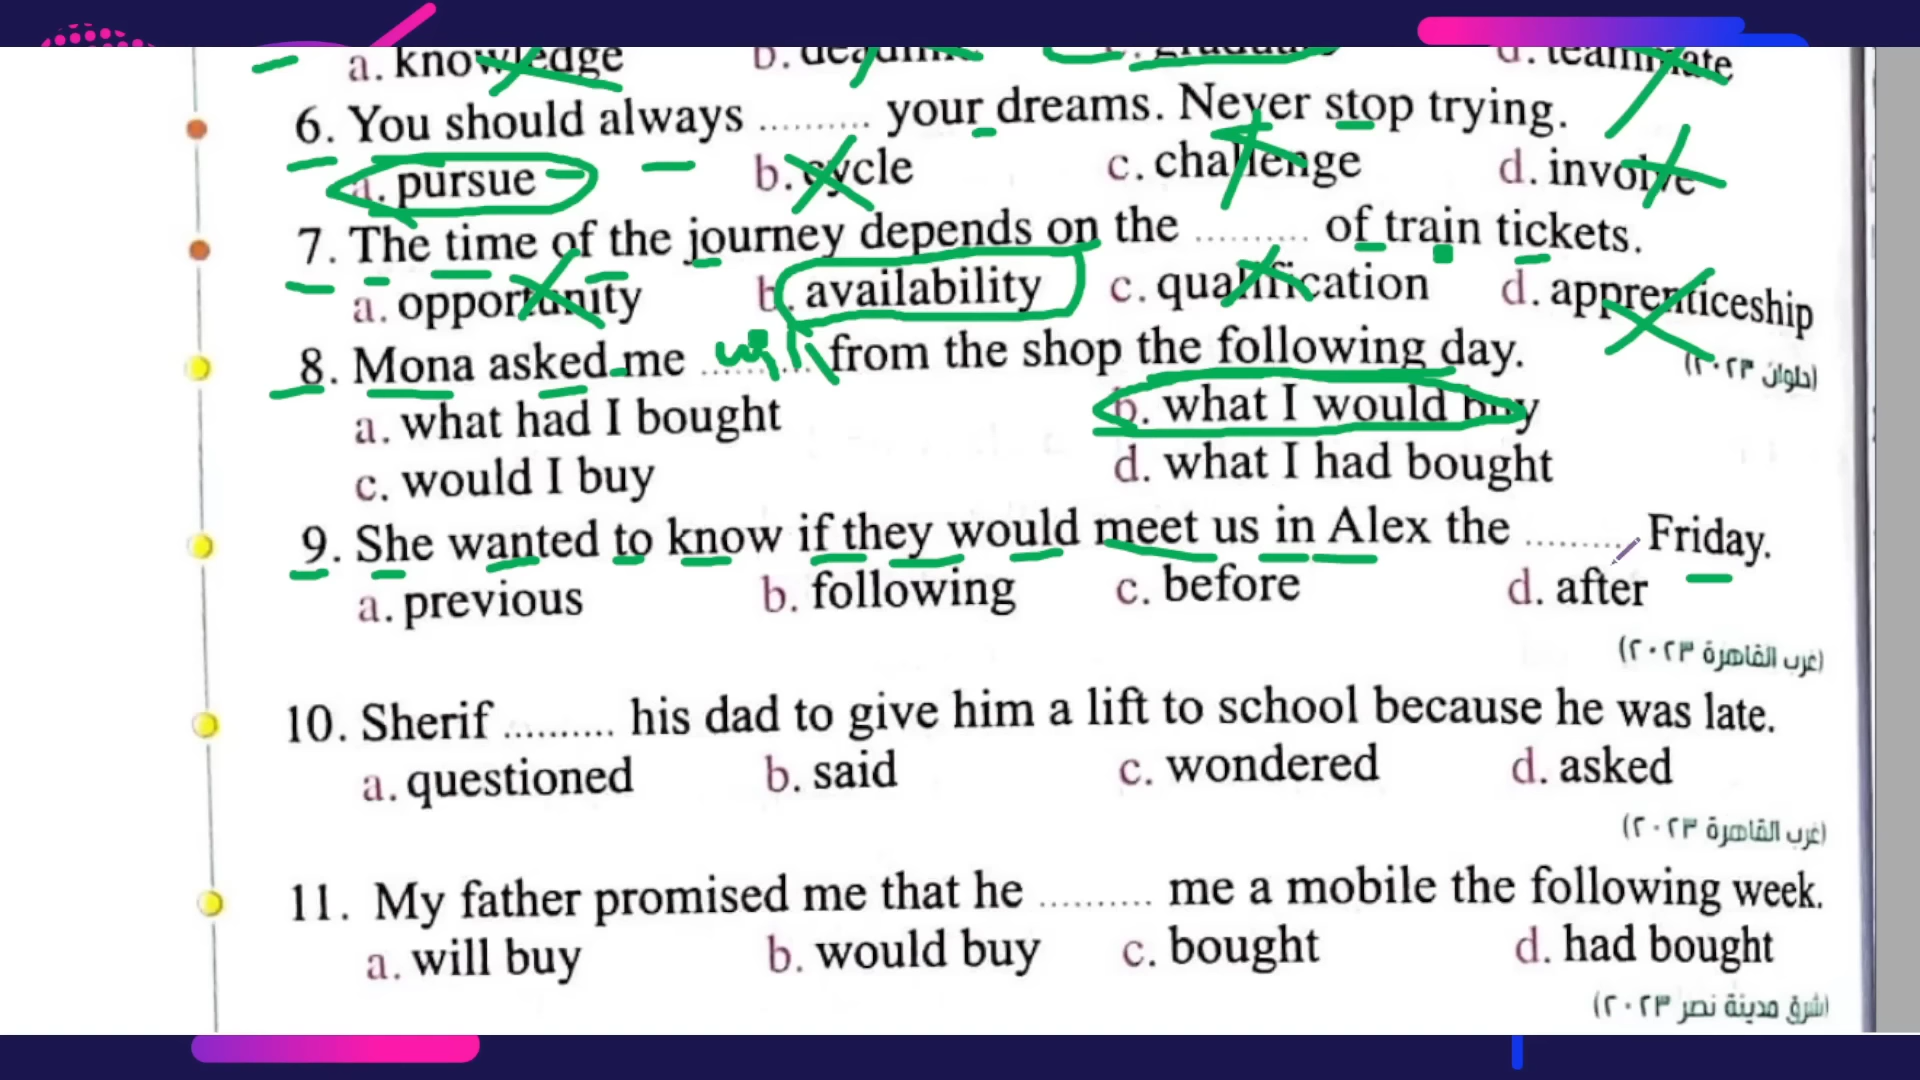 a. knowledge b. deadline c. graduate d. teammate
6. You should always .......... your dreams. Never stop trying.
a. pursue b. cycle c. challenge d. involve
7. The time of the journey depends on the .......... of train tickets.
a. opportunity b. availability c. qualification d. apprenticeship
(حلوان ٢٠٢٣)
8. Mona asked me .......... from the shop the following day.
a. what had I bought b. what I would buy
c. would I buy d. what I had bought
9. She wanted to know if they would meet us in Alex the .......... Friday.
a. previous b. following c. before d. after
(غرب القاهرة ٢٠٢٣)
10. Sherif .......... his dad to give him a lift to school because he was late.
a. questioned b. said c. wondered d. asked
(غرب القاهرة ٢٠٢٣)
11. My father promised me that he .......... me a mobile the following week.
a. will buy b. would buy c. bought d. had bought
(شرق مدينة نصر ٢٠٢٣)